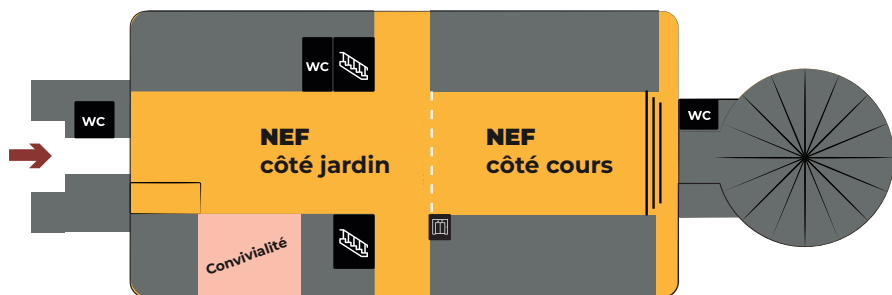 WC
WC
NEF
côté jardin
NEF
côté cours
WC
Convivialité